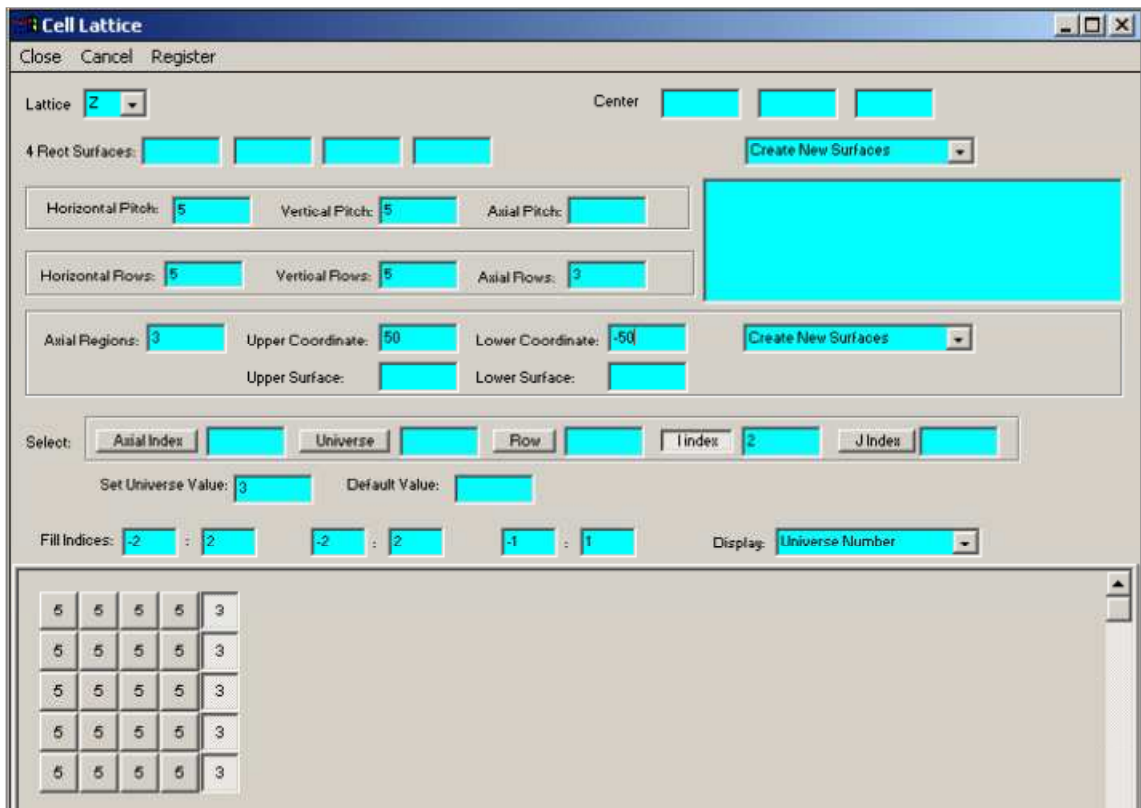 Cell Lattice
Close Cancel Register
Lattice Z Center
4 Rect Surfaces: Create New Surfaces
Horizontal Pitch: 5 Vertical Pitch: 5 Axial Pitch:
Horizontal Rows: 5 Vertical Rows: 5 Axial Rows: 3
Axial Regions: 3 Upper Coordinate: 50 Lower Coordinate: -50 Create New Surfaces
Upper Surface: Lower Surface:
Select: Axial Index Universe Row I index 2 J Index
Set Universe Value: 3 Default Value:
Fill Indices: -2 : 2 -2 : 2 -1 : 1 Display: Universe Number
5 5 5 5 3
5 5 5 5 3
5 5 5 5 3
5 5 5 5 3
5 5 5 5 3